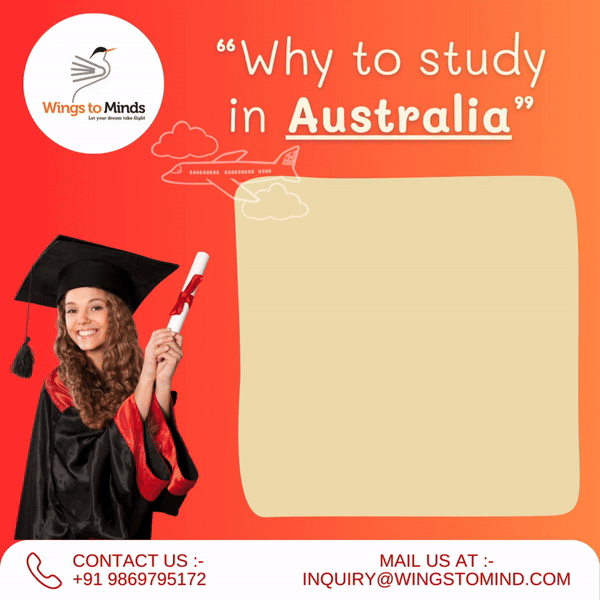 Wings to Minds
Let your dream take flight
“Why to study
in Australia”
CONTACT US :-
+91 9869795172
MAIL US AT :-
INQUIRY@WINGSTOMIND.COM